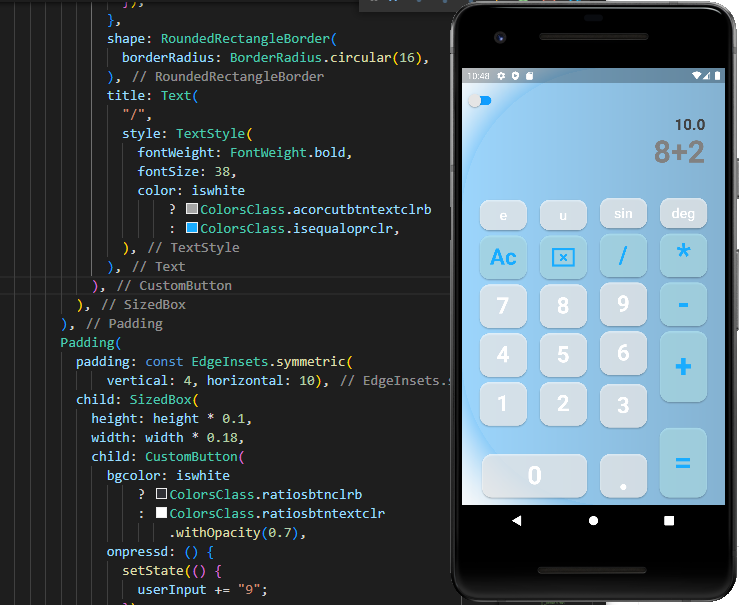 }),
},
shape: RoundedRectangleBorder(
borderRadius: BorderRadius.circular(16),
), // RoundedRectangleBorder
title: Text(
"/",
style: TextStyle(
fontWeight: FontWeight.bold,
fontSize: 38,
color: iswhite
? ColorsClass.acorcutbtntextclrb
: ColorsClass.isequaloprclr,
), // TextStyle
), // Text
), // CustomButton
), // SizedBox
), // Padding
Padding(
padding: const EdgeInsets.symmetric(
vertical: 4, horizontal: 10), // EdgeInsets.
child: SizedBox(
height: height * 0.1,
width: width * 0.18,
child: CustomButton(
bgcolor: iswhite
? ColorsClass.ratiosbtnclrb
: ColorsClass.ratiosbtntextclr
.withOpacity(0.7),
onpressd: () {
setState(() {
userInput += "9";
10:48
10.0
8+2
e u sin deg
Ac / *
7 8 9 -
4 5 6 +
1 2 3
0 . =